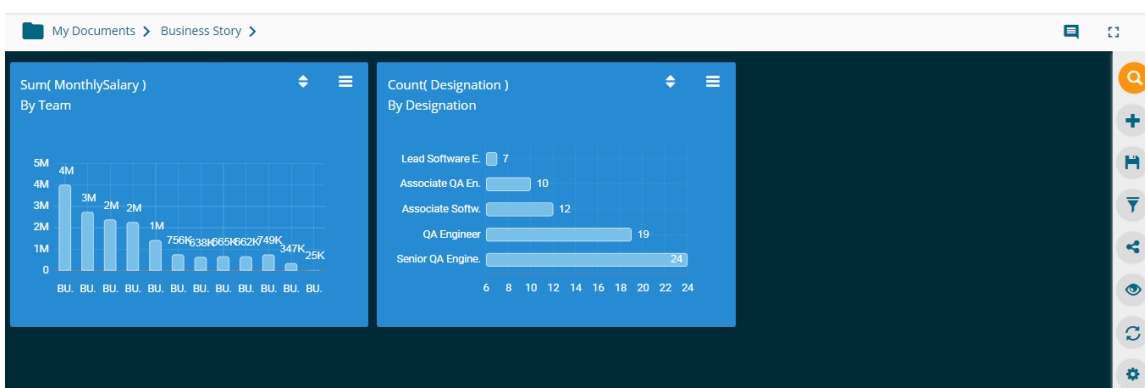 My Documents > Business Story >
Sum( MonthlySalary )
By Team
5M
4M
3M
2M
1M
0
4M
3M
2M
2M
1M
756K
638K
665K
662K
749K
347K
25K
BU. BU. BU. BU. BU. BU. BU. BU. BU. BU. BU. BU.
Count( Designation )
By Designation
Lead Software E. 7
Associate QA En. 10
Associate Softw. 12
QA Engineer 19
Senior QA Engine. 24
6 8 10 12 14 16 18 20 22 24